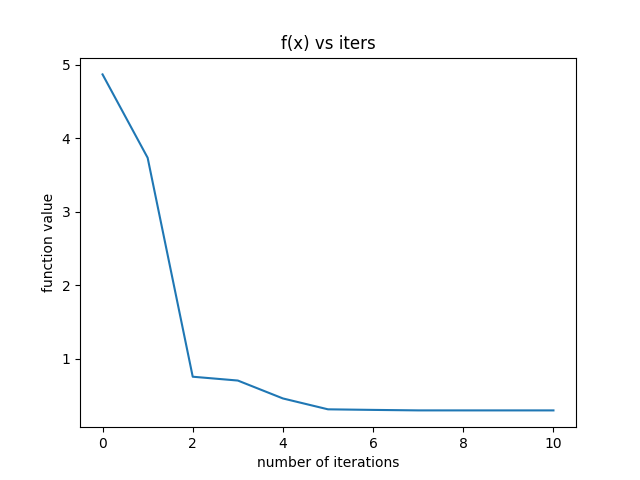 f(x) vs iters
5
4
3
2
1
function value
0 2 4 6 8 10
number of iterations